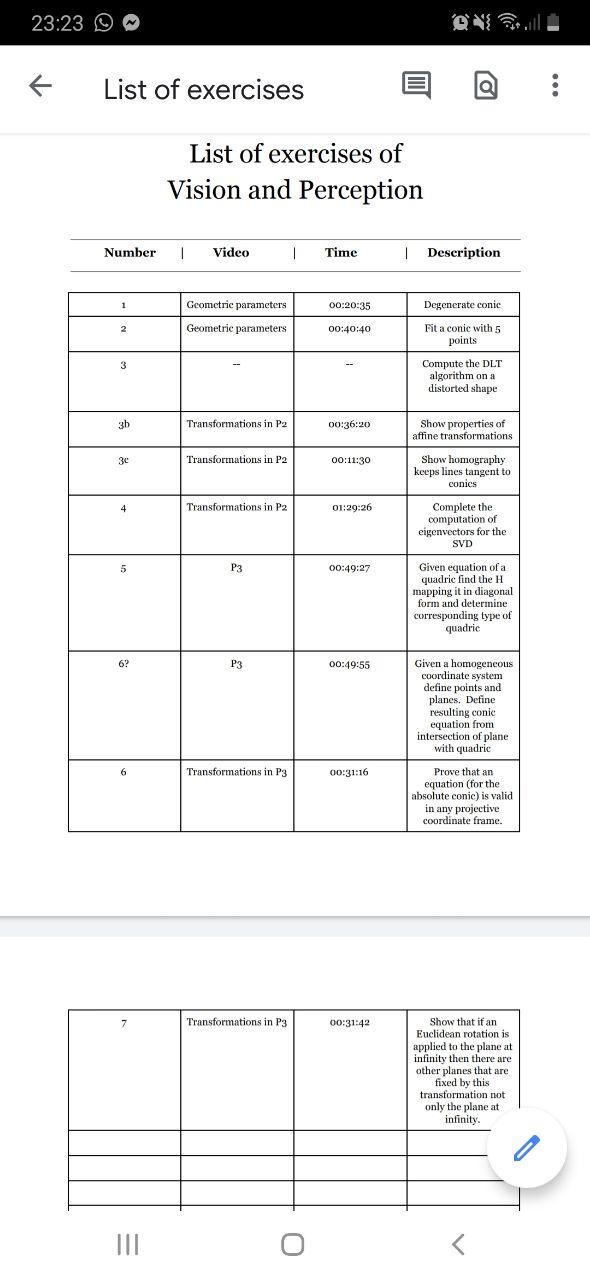 23:23
List of exercises
List of exercises of
Vision and Perception
Number | Video | Time | Description
1 Geometric parameters 00:20:35 Degenerate conic
2 Geometric parameters 00:40:40 Fit a conic with 5
points
3 -- -- Compute the DLT
algorithm on a
distorted shape
3b Transformations in P2 00:36:20 Show properties of
affine transformations
3c Transformations in P2 00:11:30 Show homography
keeps lines tangent to
conics
4 Transformations in P2 01:29:26 Complete the
computation of
eigenvectors for the
SVD
5 P3 00:49:27 Given equation of a
quadric find the H
mapping it in diagonal
form and determine
corresponding type of
quadric
6? P3 00:49:55 Given a homogeneous
coordinate system
define points and
planes. Define
resulting conic
equation from
intersection of plane
with quadric
6 Transformations in P3 00:31:16 Prove that an
equation (for the
absolute conic) is valid
in any projective
coordinate frame.
7 Transformations in P3 00:31:42 Show that if an
Euclidean rotation is
applied to the plane at
infinity then there are
other planes that are
fixed by this
transformation not
only the plane at
infinity.